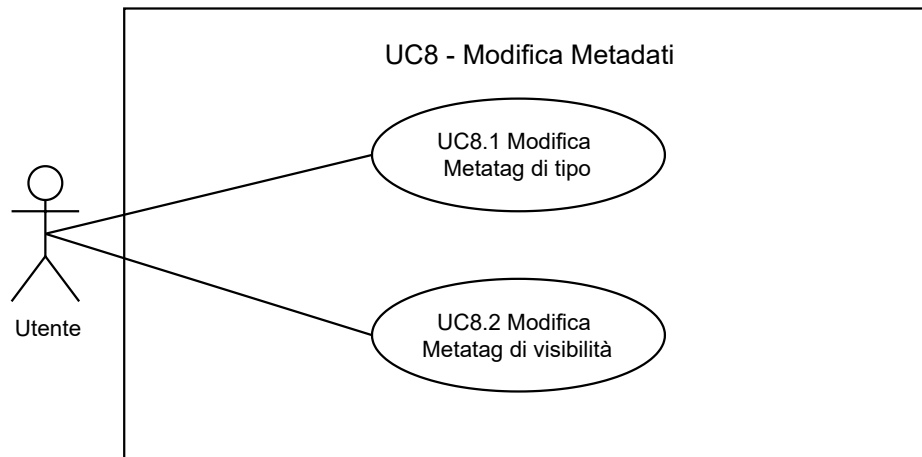 UC8 - Modifica Metadati
UC8.1 Modifica
Metatag di tipo
UC8.2 Modifica
Metatag di visibilità
Utente